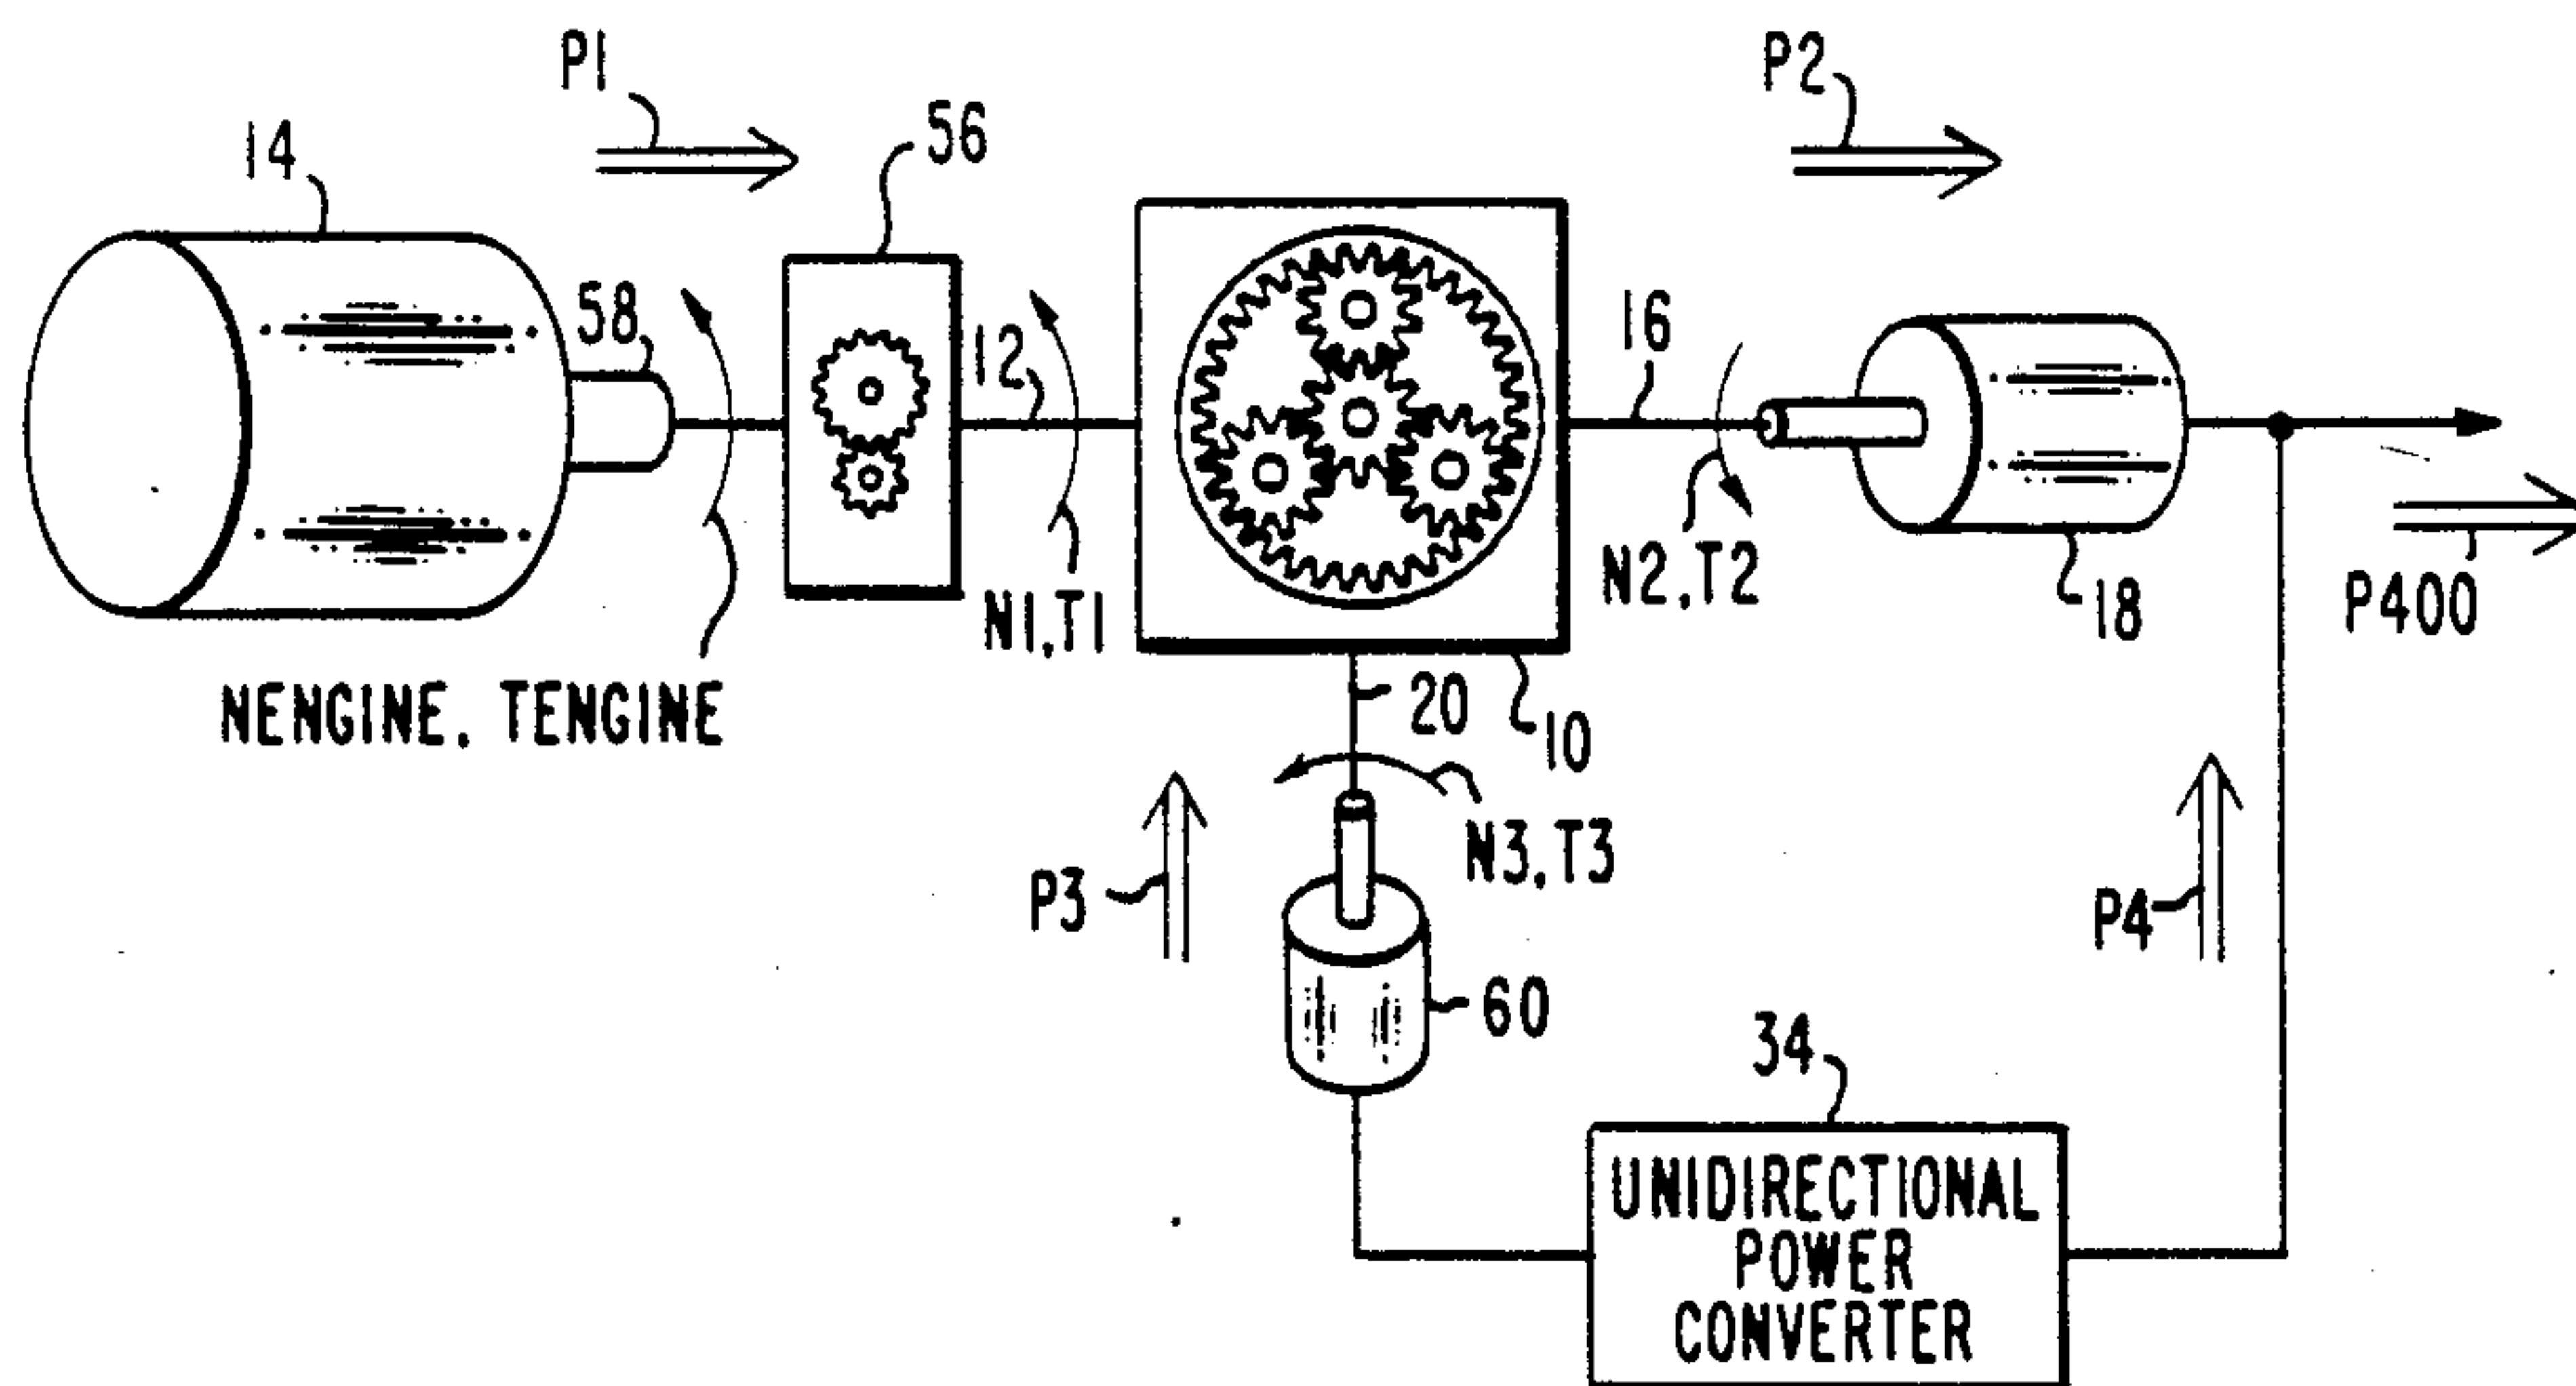 P1
P2
14
56
58
12
16
N1,T1
N2,T2
18
P400
NENGINE, TENGINE
20
10
N3,T3
P3
P4
60
34
UNIDIRECTIONAL
POWER
CONVERTER